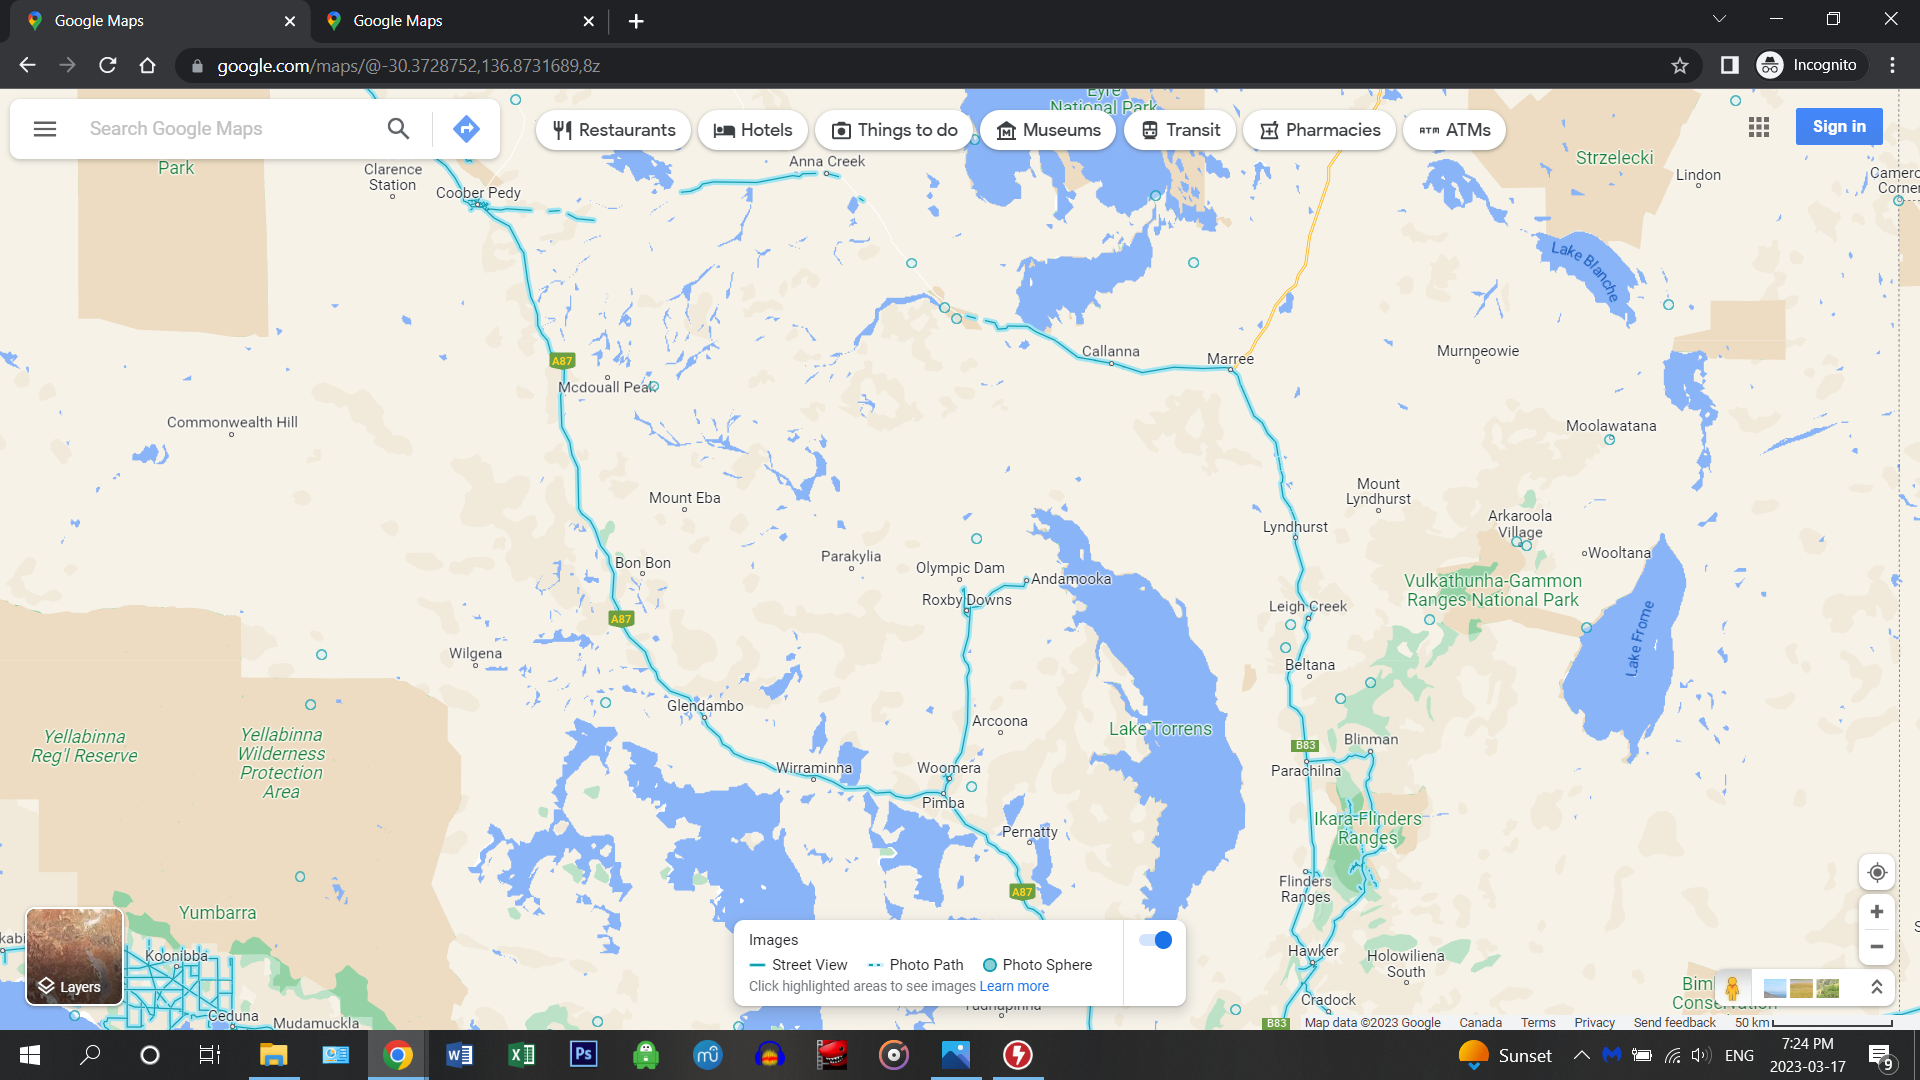 Google Maps
Google Maps
google.com/maps/@-30.3728752,136.8731689,8z
Incognito
Search Google Maps
Restaurants
Hotels
Things to do
Museums
Transit
Pharmacies
ATM ATMs
Sign in
Eyre
National Park
Park
Clarence
Station
Coober Pedy
Anna Creek
Strzelecki
Lindon
Lake Blanche
A87
Mcdouall Peak
Callanna
Marree
Murnpeowie
Commonwealth Hill
Moolawatana
Mount Eba
Mount
Lyndhurst
Lyndhurst
Arkaroola
Village
Wooltana
Parakylia
Bon Bon
Olympic Dam
Andamooka
Roxby Downs
Vulkathunha-Gammon
Ranges National Park
A87
Leigh Creek
Lake Frome
Wilgena
Beltana
Glendambo
Arcoona
Lake Torrens
Yellabinna
Reg'l Reserve
Yellabinna
Wilderness
Protection
Area
B83
Blinman
Parachilna
Wirraminna
Woomera
Pimba
Pernatty
Ikara-Flinders
Ranges
A87
Flinders
Ranges
Yumbarra
Koonibba
Layers
Ceduna
Mudamuckla
Images
Street View
Photo Path
Photo Sphere
Click highlighted areas to see images Learn more
Hawker
Holowiliena
South
Cradock
B83
Map data ©2023 Google
Canada
Terms
Privacy
Send feedback
50 km
W
X
Ps
mu
Sunset
ENG
7:24 PM
2023-03-17
9